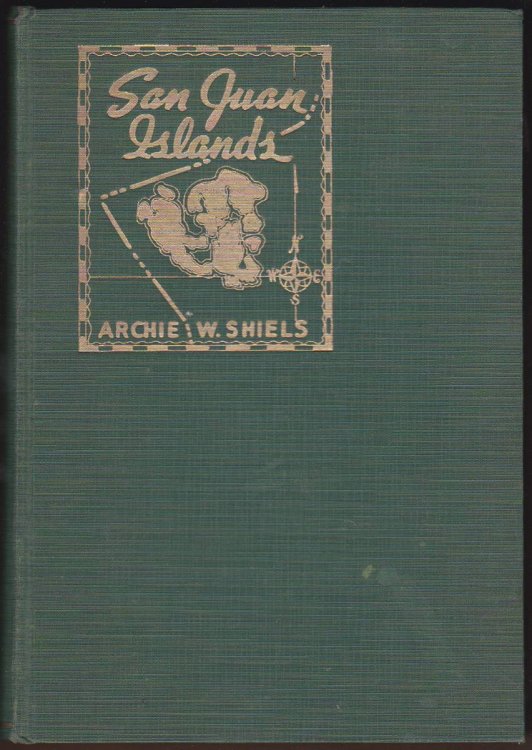 San Juan
Islands
N
W E
S
ARCHIE W. SHIELS